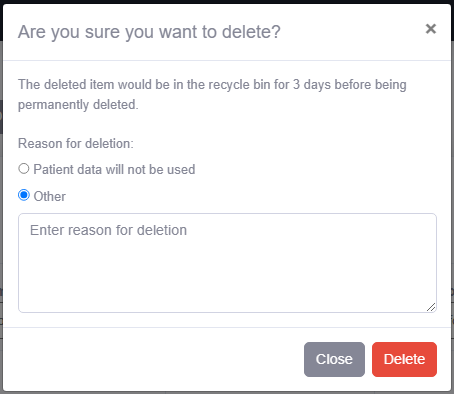 Are you sure you want to delete?
×
The deleted item would be in the recycle bin for 3 days before being
permanently deleted.
Reason for deletion:
Patient data will not be used
Other
Enter reason for deletion
Close Delete